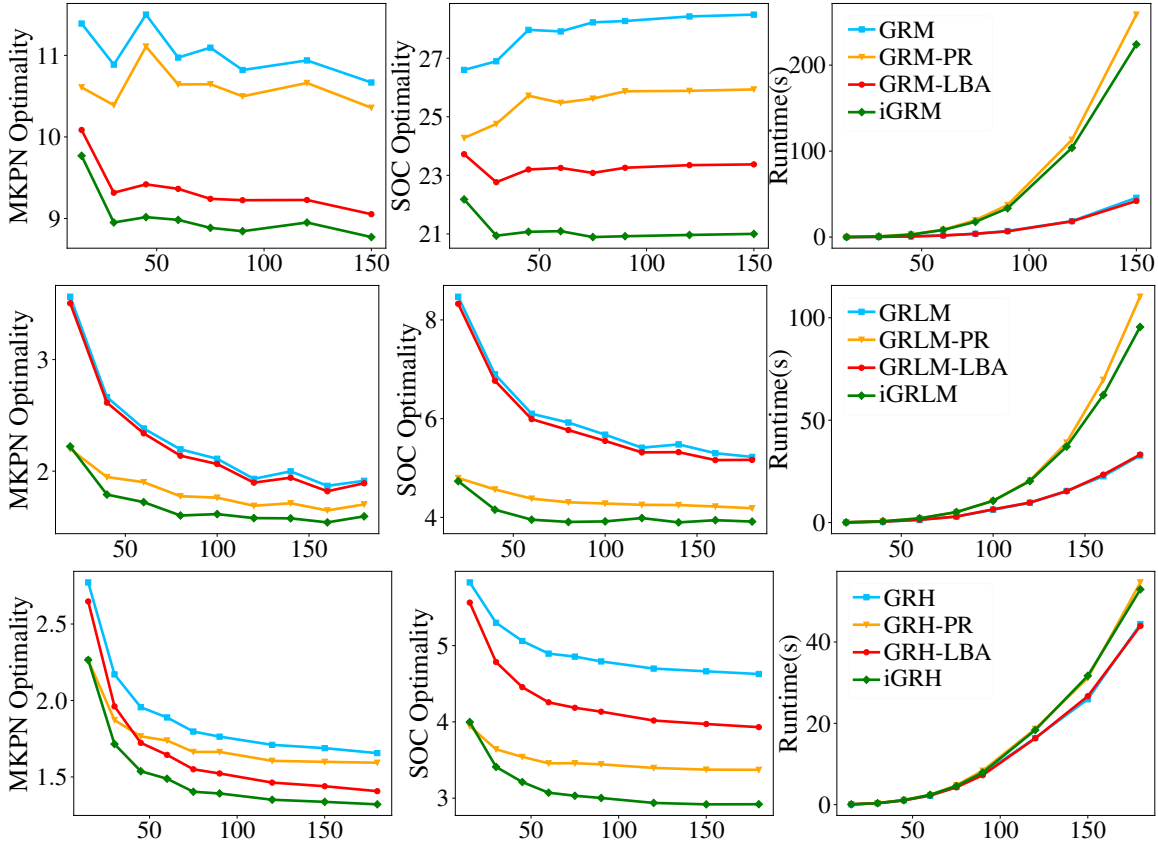 MKPN Optimality
11
10
9
50
100
150
SOC Optimality
27
25
23
21
50
100
150
Runtime(s)
200
100
0
50
100
150
GRM
GRM-PR
GRM-LBA
iGRM
MKPN Optimality
3
2
50
100
150
SOC Optimality
8
6
4
50
100
150
Runtime(s)
100
50
0
50
100
150
GRLM
GRLM-PR
GRLM-LBA
iGRLM
MKPN Optimality
2.5
2.0
1.5
50
100
150
SOC Optimality
5
4
3
50
100
150
Runtime(s)
40
20
0
50
100
150
GRH
GRH-PR
GRH-LBA
iGRH